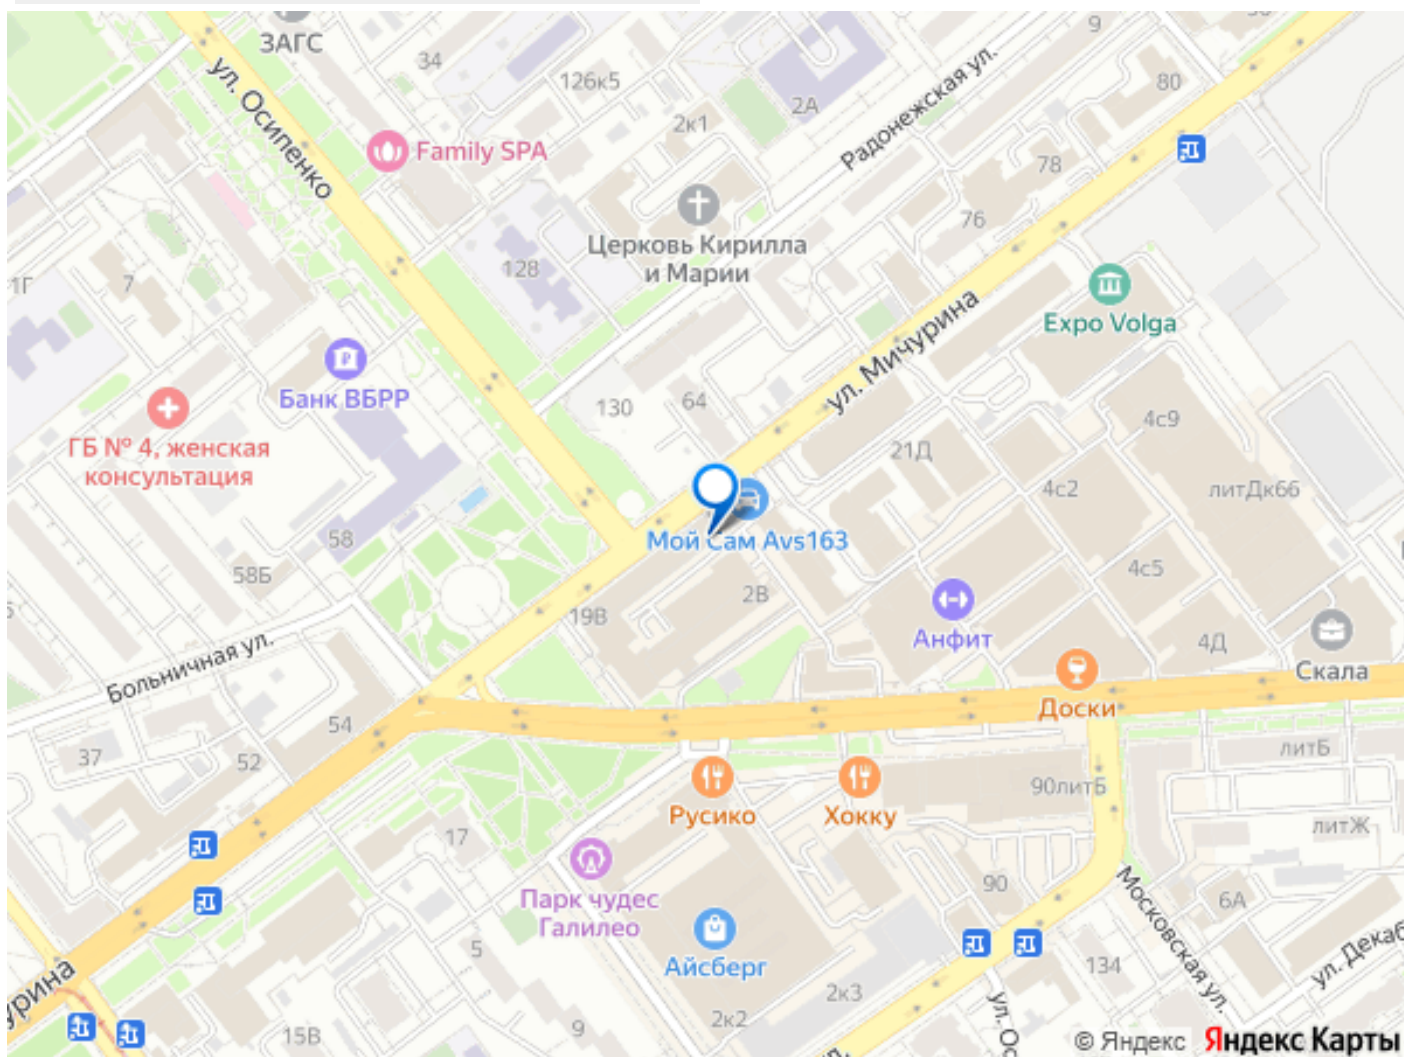 ЗАГС
34
9
126к5
80
2А
2к1
ул. Осипенко
Радонежская ул.
Family SPA
78
76
Церковь Кирилла
и Марии
128
1Г
7
Expo Volga
ул. Мичурина
Банк ВБРР
130
64
4с9
ГБ № 4, женская
консультация
21Д
4с2
литДк66
58
Мой Сам Avs163
58Б
2В
4с5
19В
Анфит
4Д
Больничная ул.
Скала
54
Доски
37
52
литБ
90литБ
Русико
Хокку
17
литЖ
Парк чудес
Галилео
90
Московская ул.
6А
5
Айсберг
134
ул. Декаб
урина
2к3
ул. Ос
2к2
9
15В
© Яндекс Яндекс Карты